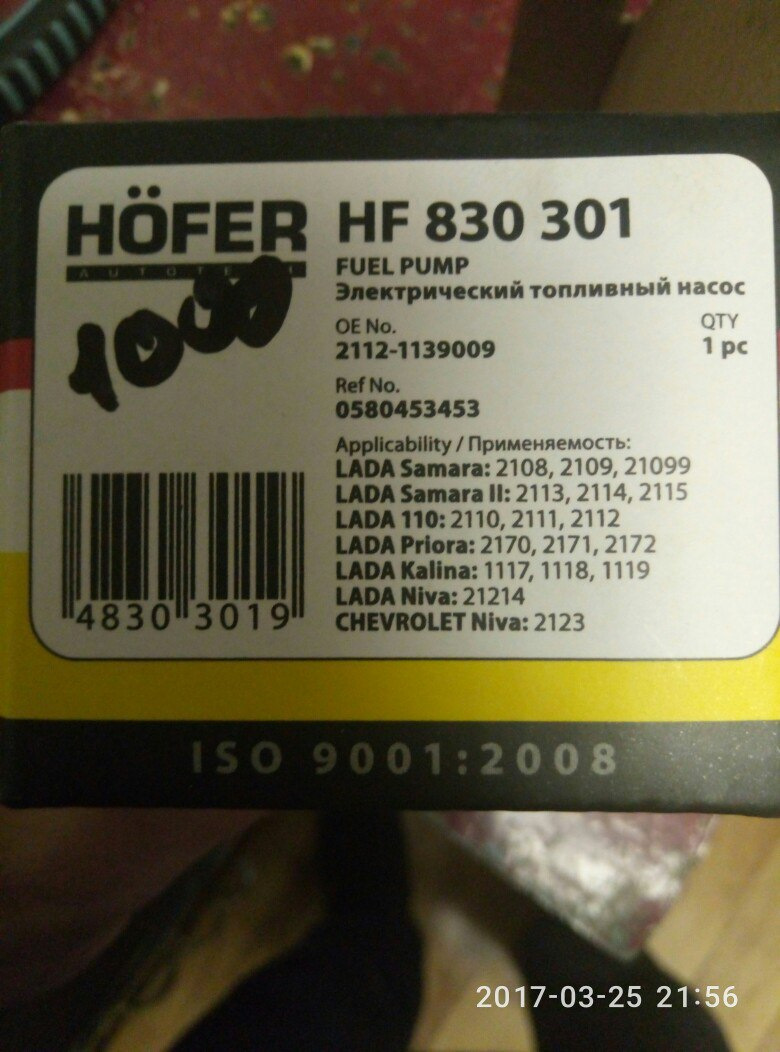 HÖFER
HF 830 301
FUEL PUMP
Электрический топливный насос
OE No.
QTY
2112-1139009
1 pc
Ref No.
0580453453
Applicability / Применяемость:
LADA Samara: 2108, 2109, 21099
LADA Samara II: 2113, 2114, 2115
LADA 110: 2110, 2111, 2112
LADA Priora: 2170, 2171, 2172
LADA Kalina: 1117, 1118, 1119
LADA Niva: 21214
CHEVROLET Niva: 2123
4830 3019
ISO 9001:2008
2017-03-25 21:56